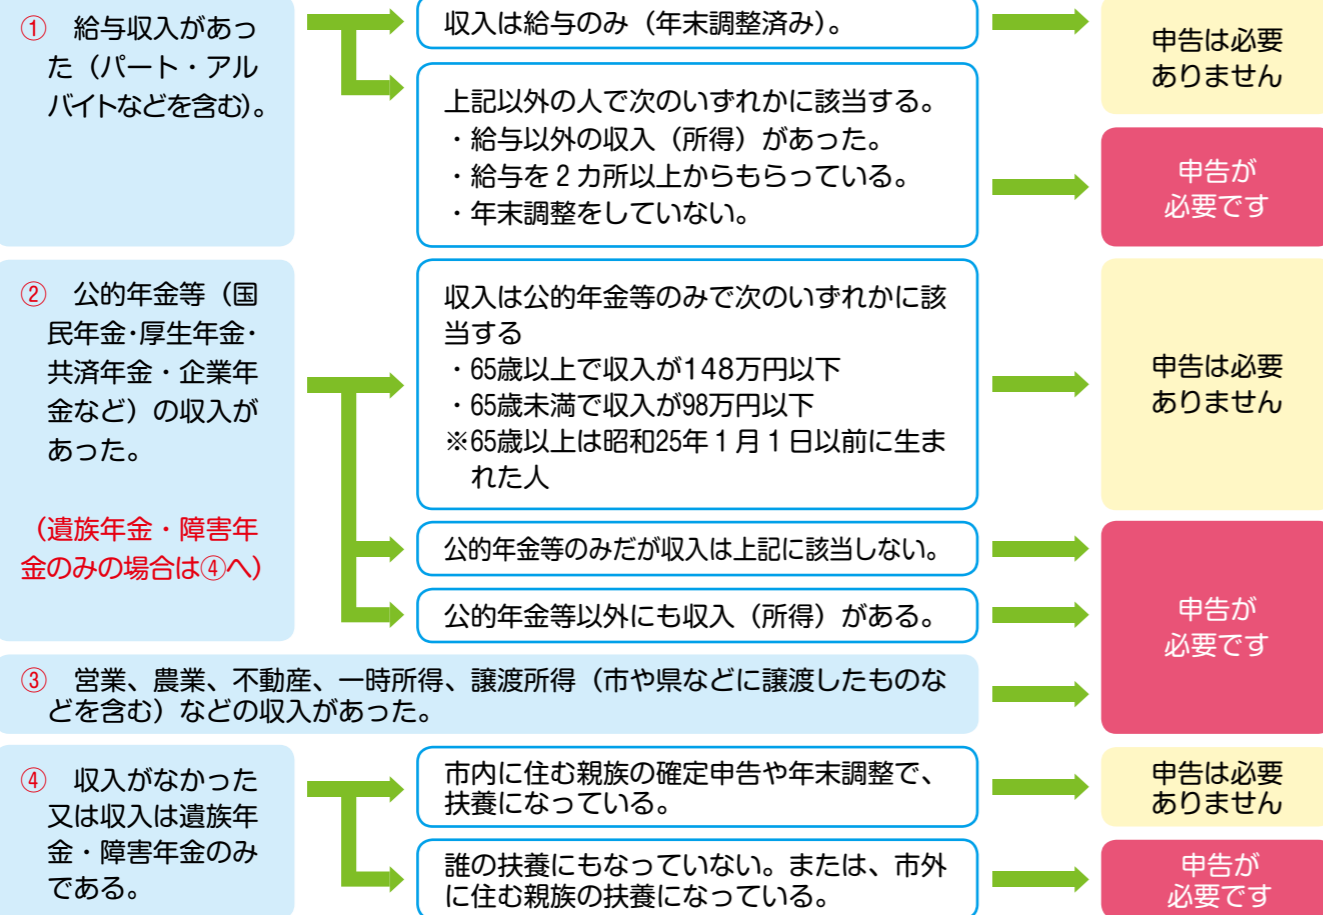 ① 給与収入があっ
た（パート・アル
バイトなどを含む）。
収入は給与のみ（年末調整済み）。
申告は必要
ありません
上記以外の人で次のいずれかに該当する。
・給与以外の収入（所得）があった。
・給与を２カ所以上からもらっている。
・年末調整をしていない。
申告が
必要です
② 公的年金等（国
民年金・厚生年金・
共済年金・企業年
金など）の収入が
あった。
（遺族年金・障害年
金のみの場合は④へ）
収入は公的年金等のみで次のいずれかに該
当する
・65歳以上で収入が148万円以下
・65歳未満で収入が98万円以下
※65歳以上は昭和25年１月１日以前に生ま
れた人
申告は必要
ありません
公的年金等のみだが収入は上記に該当しない。
公的年金等以外にも収入（所得）がある。
申告が
必要です
③ 営業、農業、不動産、一時所得、譲渡所得（市や県などに譲渡したものな
どを含む）などの収入があった。
④ 収入がなかった
又は収入は遺族年
金・障害年金のみ
である。
市内に住む親族の確定申告や年末調整で、
扶養になっている。
申告は必要
ありません
誰の扶養にもなっていない。または、市外
に住む親族の扶養になっている。
申告が
必要です